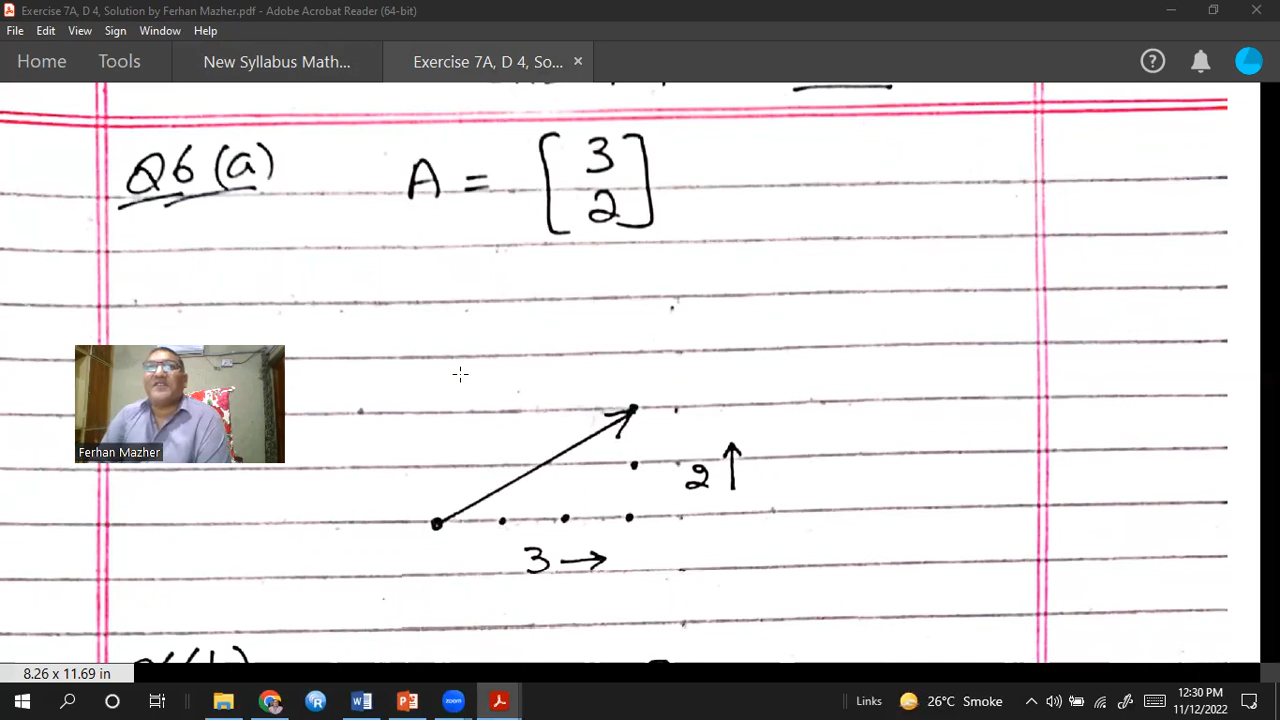 Exercise 7A, D 4, Solution by Ferhan Mazher.pdf - Adobe Acrobat Reader (64-bit)
File Edit View Sign Window Help
Home Tools New Syllabus Math... Exercise 7A, D 4, So... ×
Q6 (a) A = [3
2]
2 ↑
3 →
Ferhan Mazher
8.26 x 11.69 in
Links 26°C Smoke 12:30 PM
11/12/2022